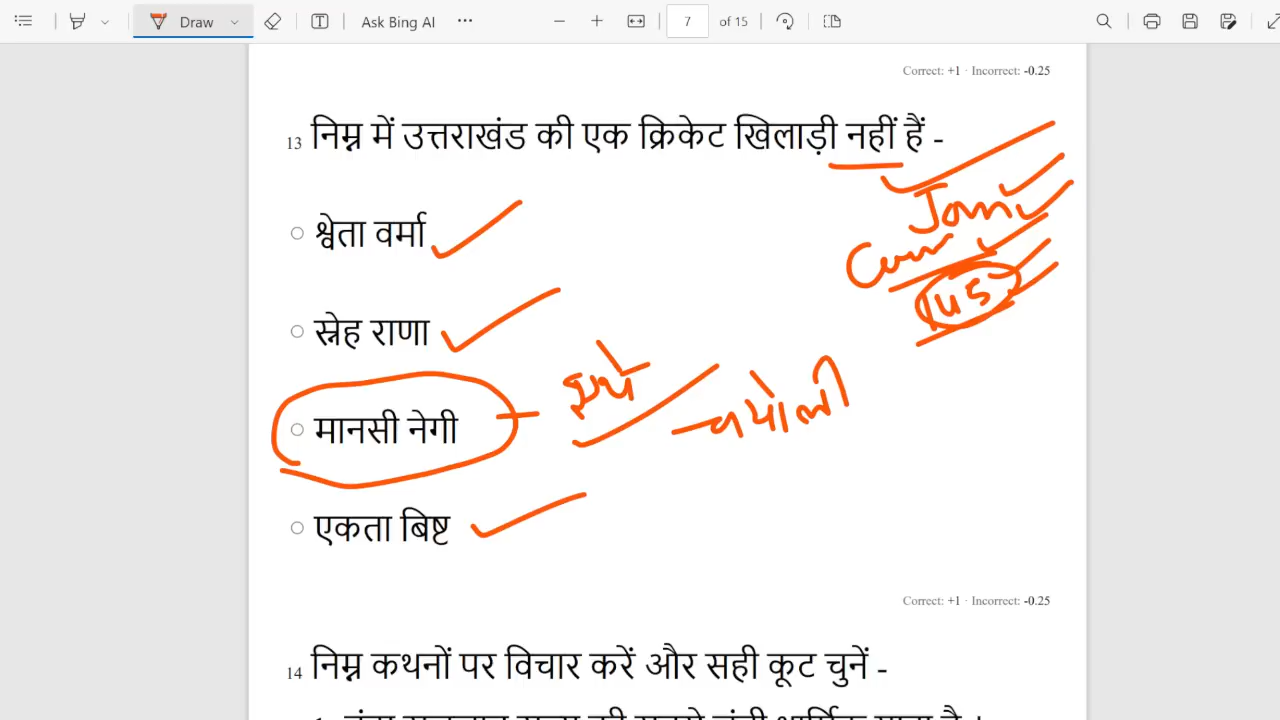 Draw
Ask Bing AI
7 of 15
Correct: +1 · Incorrect: -0.25
13 निम्न में उत्तराखंड की एक क्रिकेट खिलाड़ी नहीं हैं -
श्वेता वर्मा
स्नेह राणा
मानसी नेगी
एकता बिष्ट
145
Correct: +1 · Incorrect: -0.25
14 निम्न कथनों पर विचार करें और सही कूट चुनें -